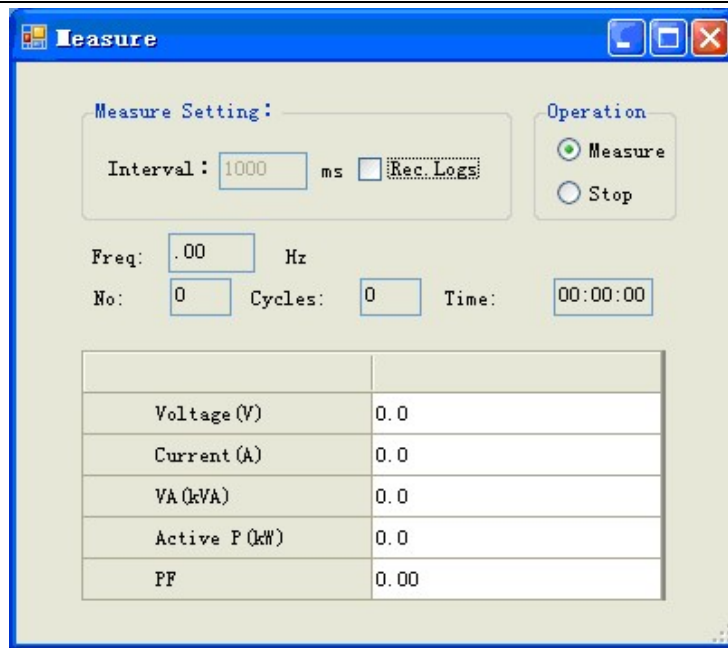 Measure
Measure Setting:
Operation
Interval: 1000 ms Rec.Logs
Measure
Stop
Freq: .00 Hz
No: 0 Cycles: 0 Time: 00:00:00
Voltage(V) 0.0
Current(A) 0.0
VA(kVA) 0.0
Active P(kW) 0.0
PF 0.00